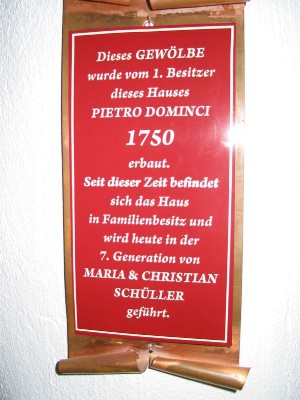 Dieses GEWÖLBE
wurde vom 1. Besitzer
dieses Hauses
PIETRO DOMINCI
1750
erbaut.
Seit dieser Zeit befindet
sich das Haus
in Familienbesitz und
wird heute in der
7. Generation von
MARIA & CHRISTIAN
SCHÜLLER
geführt.